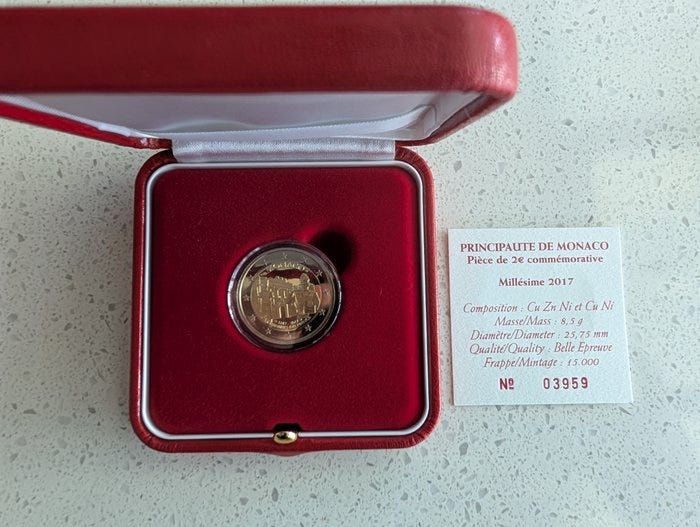 PRINCIPAUTE DE MONACO
Pièce de 2€ commémorative
Millésime 2017
Composition : Cu Zn Ni et Cu Ni
Masse/Mass : 8,5 g
Diamètre/Diameter : 25,75 mm
Qualité/Quality : Belle Epreuve
Frappe/Mintage : 15.000
Nº 03959
MONACO